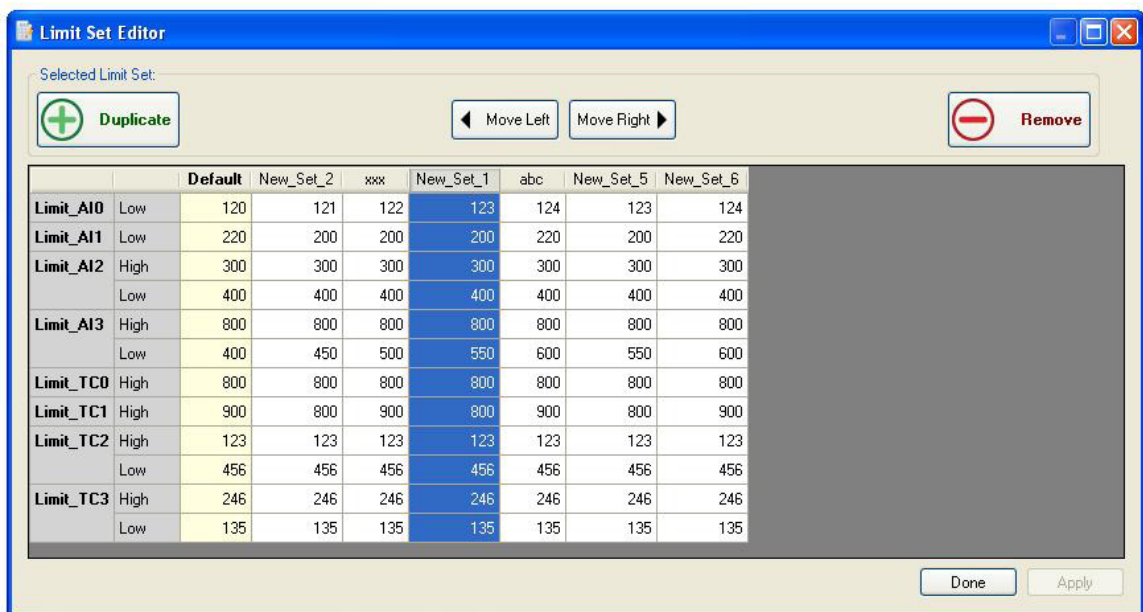 Limit Set Editor
Selected Limit Set:
Duplicate Move Left Move Right Remove
Default New_Set_2 xxx New_Set_1 abc New_Set_5 New_Set_6
Limit_AI0 Low 120 121 122 123 124 123 124
Limit_AI1 Low 220 200 200 200 220 200 220
Limit_AI2 High 300 300 300 300 300 300 300
Low 400 400 400 400 400 400 400
Limit_AI3 High 800 800 800 800 800 800 800
Low 400 450 500 550 600 550 600
Limit_TC0 High 800 800 800 800 800 800 800
Limit_TC1 High 900 800 900 800 900 800 900
Limit_TC2 High 123 123 123 123 123 123 123
Low 456 456 456 456 456 456 456
Limit_TC3 High 246 246 246 246 246 246 246
Low 135 135 135 135 135 135 135
Done Apply